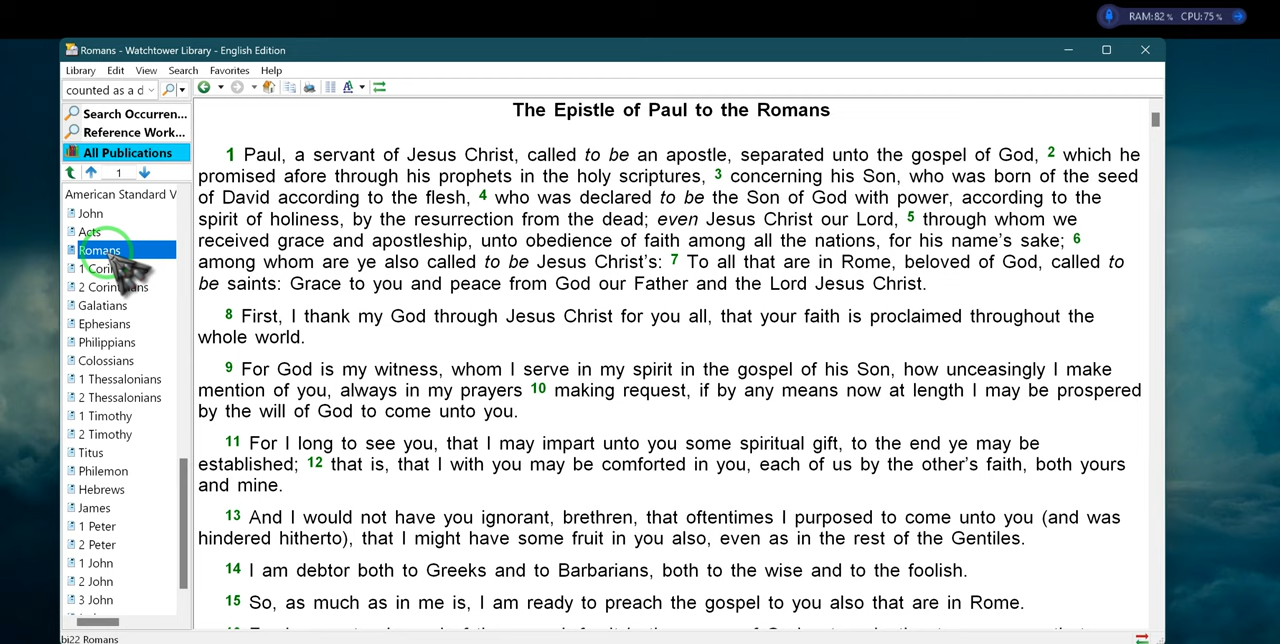 RAM:82% CPU:75%
Romans - Watchtower Library - English Edition
Library Edit View Search Favorites Help
counted as a d
Search Occurren...
Reference Work...
All Publications
1
American Standard V
John
Acts
Romans
1 Cori
2 Corinthians
Galatians
Ephesians
Philippians
Colossians
1 Thessalonians
2 Thessalonians
1 Timothy
2 Timothy
Titus
Philemon
Hebrews
James
1 Peter
2 Peter
1 John
2 John
3 John
bi22 Romans
The Epistle of Paul to the Romans
1 Paul, a servant of Jesus Christ, called to be an apostle, separated unto the gospel of God, 2 which he
promised afore through his prophets in the holy scriptures, 3 concerning his Son, who was born of the seed
of David according to the flesh, 4 who was declared to be the Son of God with power, according to the
spirit of holiness, by the resurrection from the dead; even Jesus Christ our Lord, 5 through whom we
received grace and apostleship, unto obedience of faith among all the nations, for his name's sake; 6
among whom are ye also called to be Jesus Christ's: 7 To all that are in Rome, beloved of God, called to
be saints: Grace to you and peace from God our Father and the Lord Jesus Christ.
8 First, I thank my God through Jesus Christ for you all, that your faith is proclaimed throughout the
whole world.
9 For God is my witness, whom I serve in my spirit in the gospel of his Son, how unceasingly I make
mention of you, always in my prayers 10 making request, if by any means now at length I may be prospered
by the will of God to come unto you.
11 For I long to see you, that I may impart unto you some spiritual gift, to the end ye may be
established; 12 that is, that I with you may be comforted in you, each of us by the other's faith, both yours
and mine.
13 And I would not have you ignorant, brethren, that oftentimes I purposed to come unto you (and was
hindered hitherto), that I might have some fruit in you also, even as in the rest of the Gentiles.
14 I am debtor both to Greeks and to Barbarians, both to the wise and to the foolish.
15 So, as much as in me is, I am ready to preach the gospel to you also that are in Rome.